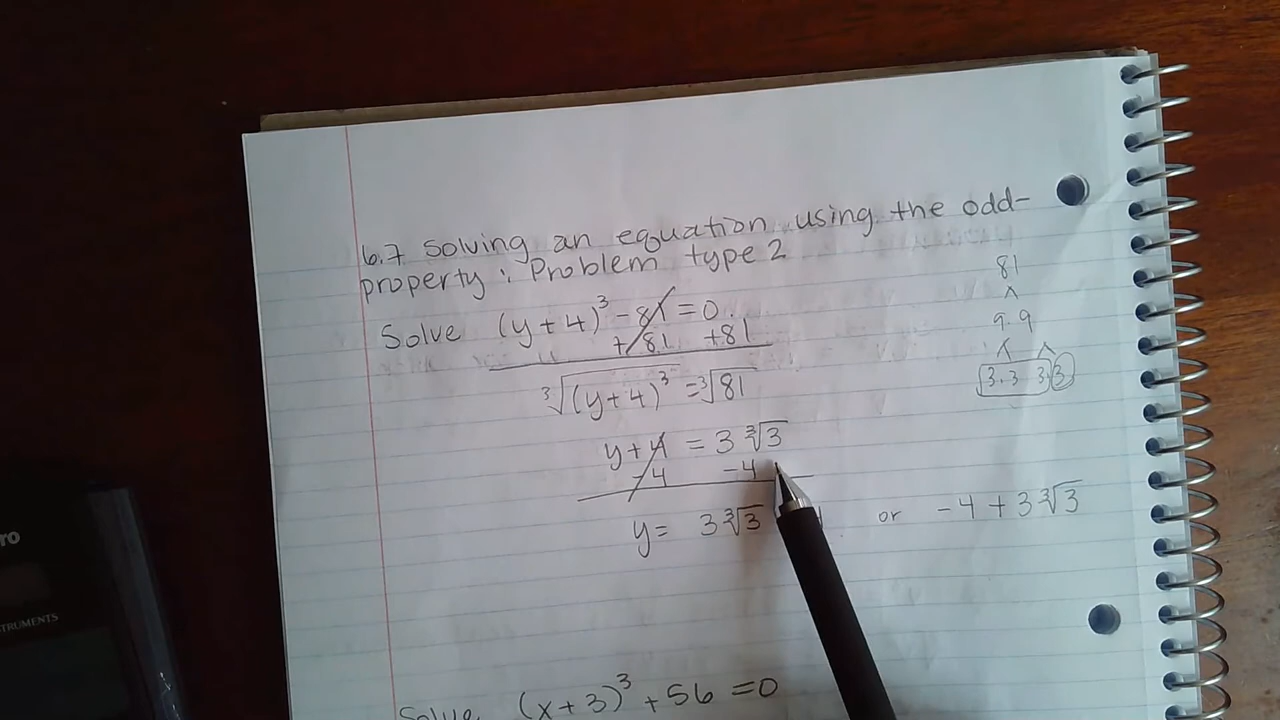 6.7 Solving an equation using the odd-
property: Problem type 2
Solve (y+4)³ - 81 = 0.
+ 81 +81
∛(y+4)³ = ∛81
y+4 = 3∛3
-4 -4
y= 3∛3 or -4+3∛3
81
9.9
3.3 3.3
Solve (x+3)³ +56 =0
ro
TRUMENTS